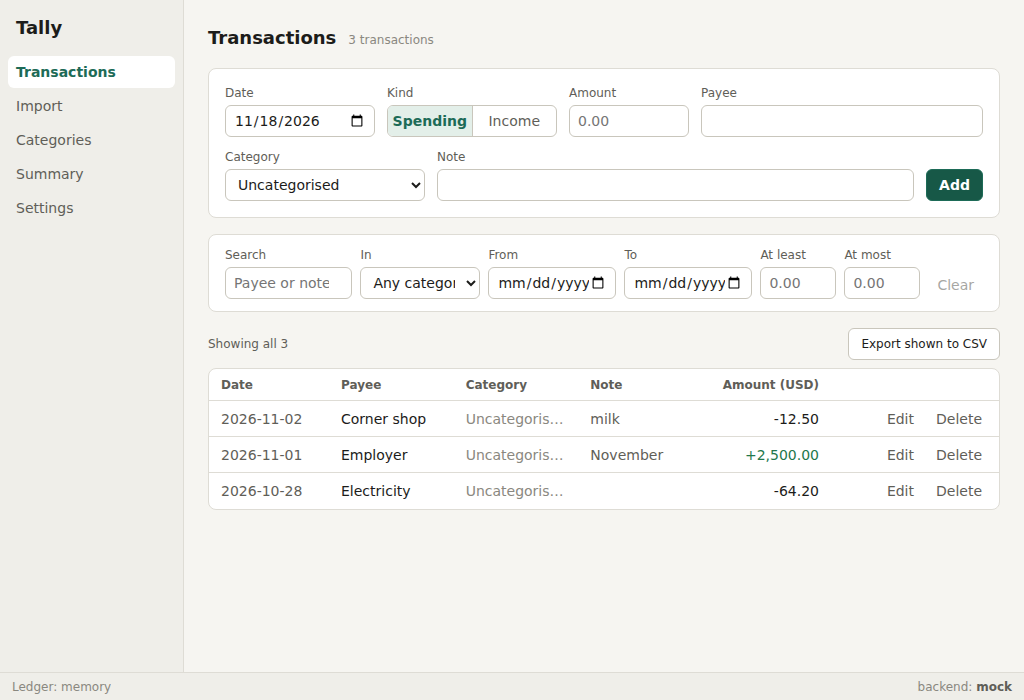 Tally
Transactions
Import
Categories
Summary
Settings
Transactions 3 transactions
Date Kind Amount Payee
11/18/2026 Spending Income 0.00
Category Note
Uncategorised Add
Search In From To At least At most
Payee or note Any categor mm/dd/yyyy mm/dd/yyyy 0.00 0.00 Clear
Showing all 3 Export shown to CSV
Date Payee Category Note Amount (USD)
2026-11-02 Corner shop Uncategoris… milk -12.50 Edit Delete
2026-11-01 Employer Uncategoris… November +2,500.00 Edit Delete
2026-10-28 Electricity Uncategoris… -64.20 Edit Delete
Ledger: memory backend: mock